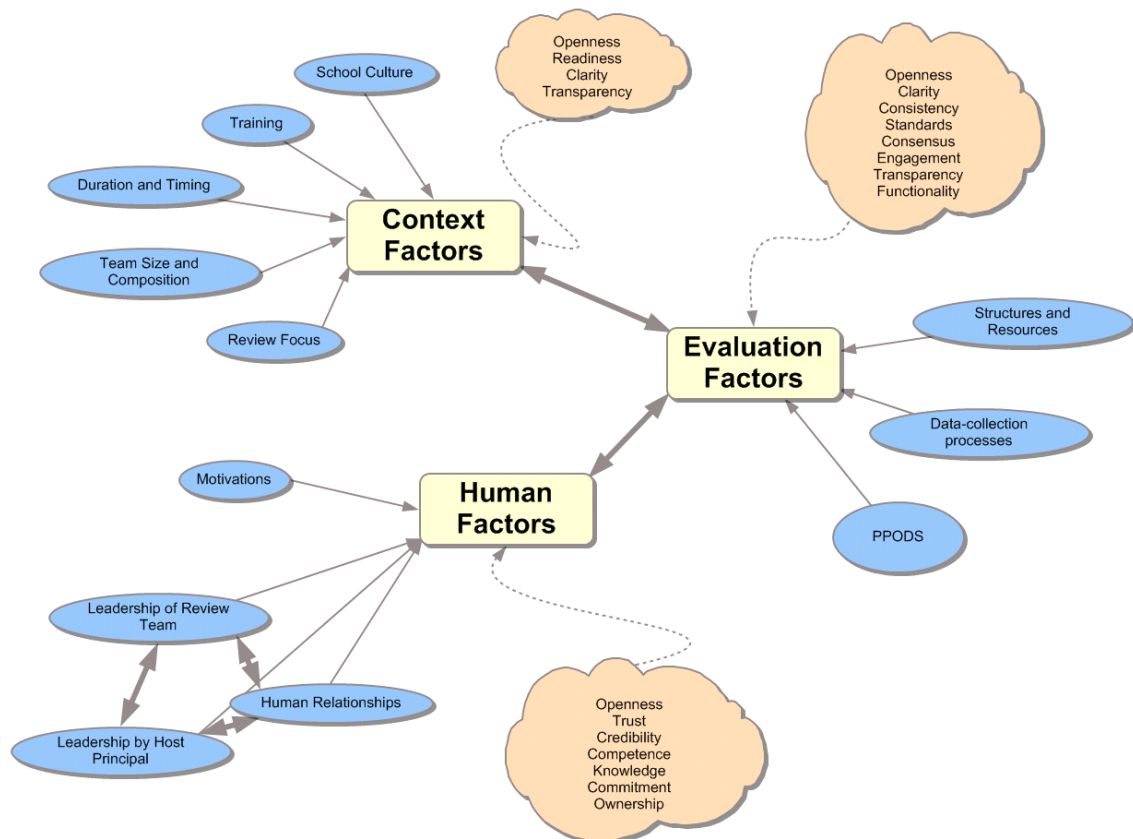 Openness
Readiness
Clarity
Transparency
School Culture
Training
Duration and Timing
Context
Factors
Team Size and
Composition
Review Focus
Openness
Clarity
Consistency
Standards
Consensus
Engagement
Transparency
Functionality
Evaluation
Factors
Structures and
Resources
Data-collection
processes
PPODS
Motivations
Human
Factors
Leadership of Review
Team
Human Relationships
Leadership by Host
Principal
Openness
Trust
Credibility
Competence
Knowledge
Commitment
Ownership